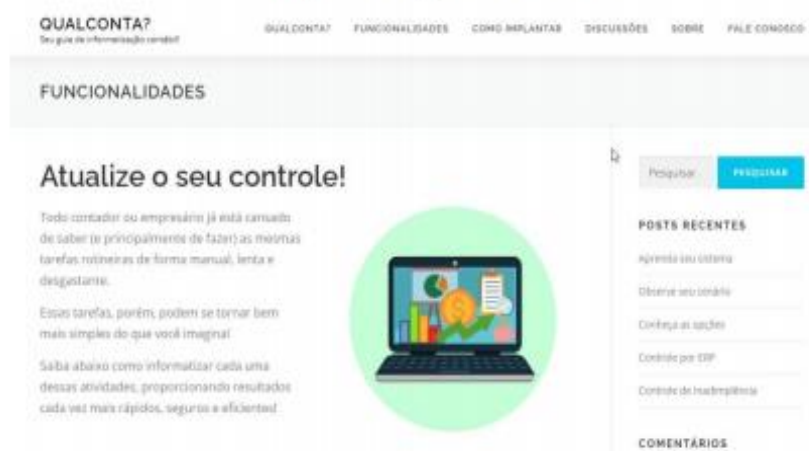 QUALCONTA?
Seu guia de informatização contábil!
QUALCONTA?
FUNCIONALIDADES
COMO IMPLANTAR
DISCUSSÕES
SOBRE
FALE CONOSCO
FUNCIONALIDADES
Atualize o seu controle!
Todo contador ou empresário já está cansado
de saber (e principalmente de fazer) as mesmas
tarefas rotineiras de forma manual, lenta e
desgastante.
Essas tarefas, porém, podem se tornar bem
mais simples do que você imagina!
Saiba abaixo como informatizar cada uma
dessas atividades, proporcionando resultados
cada vez mais rápidos, seguros e eficientes!
Pesquisar
PESQUISAR
POSTS RECENTES
Aprenda seu sistema
Observe seu cenário
Conheça as opções
Controle por ERP
Controle de Inadimplência
COMENTÁRIOS